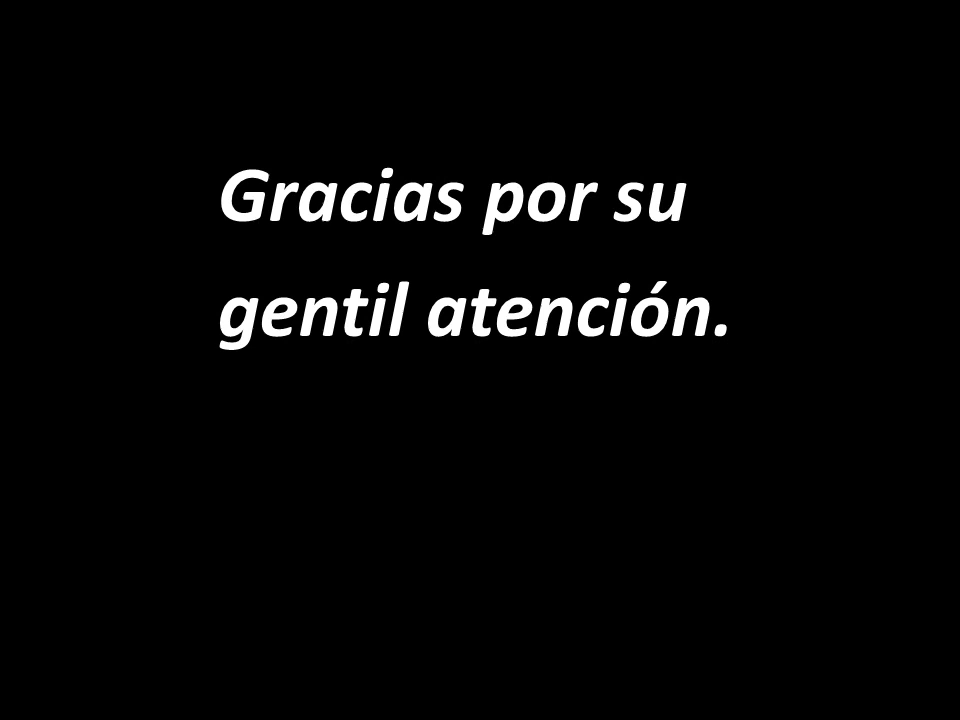 Gracias por su
gentil atención.